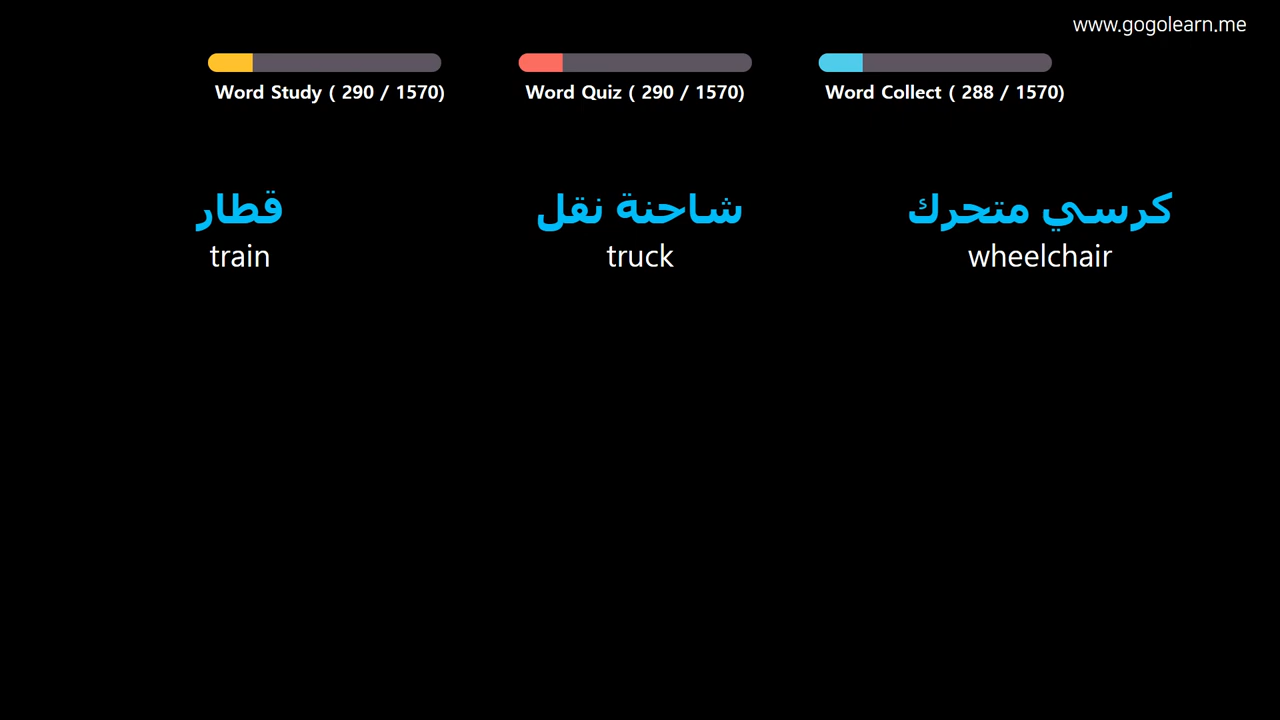 www.gogolearn.me
Word Study ( 290 / 1570)
Word Quiz ( 290 / 1570)
Word Collect ( 288 / 1570)
قطار
train
شاحنة نقل
truck
كرسي متحرك
wheelchair